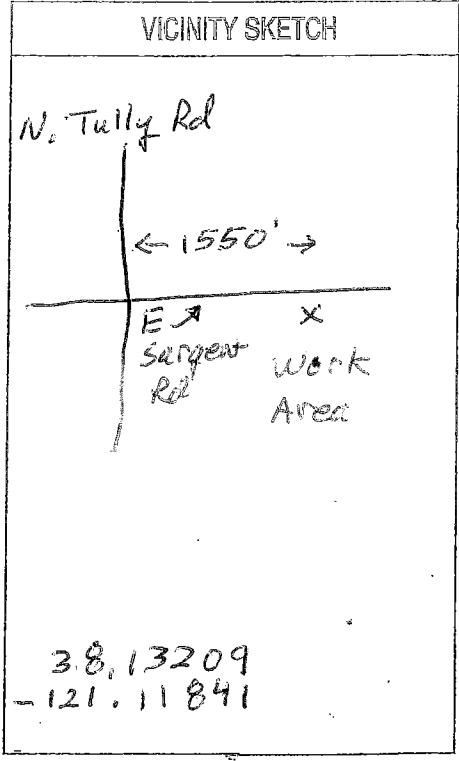 VICINITY SKETCH
N. Tully Rd
← 1550' →
E ↗
Sargent
Rd
X
Work
Area
38.13209
-121.11841